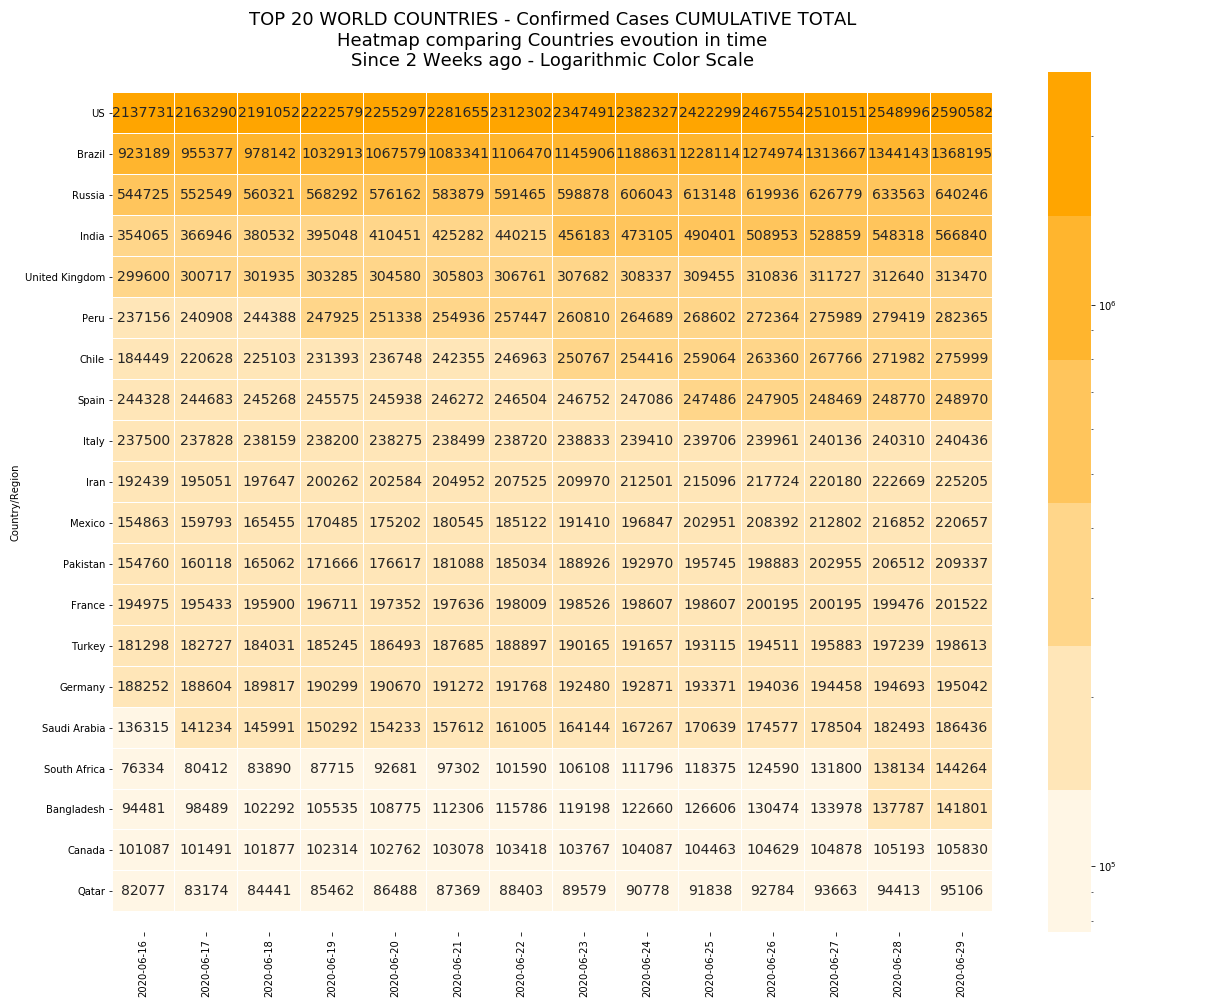 TOP 20 WORLD COUNTRIES - Confirmed Cases CUMULATIVE TOTAL
Heatmap comparing Countries evoution in time
Since 2 Weeks ago - Logarithmic Color Scale
Country/Region
US 2137731 2163290 2191052 2222579 2255297 2281655 2312302 2347491 2382327 2422299 2467554 2510151 2548996 2590582
Brazil 923189 955377 978142 1032913 1067579 1083341 1106470 1145906 1188631 1228114 1274974 1313667 1344143 1368195
Russia 544725 552549 560321 568292 576162 583879 591465 598878 606043 613148 619936 626779 633563 640246
India 354065 366946 380532 395048 410451 425282 440215 456183 473105 490401 508953 528859 548318 566840
United Kingdom 299600 300717 301935 303285 304580 305803 306761 307682 308337 309455 310836 311727 312640 313470
Peru 237156 240908 244388 247925 251338 254936 257447 260810 264689 268602 272364 275989 279419 282365
Chile 184449 220628 225103 231393 236748 242355 246963 250767 254416 259064 263360 267766 271982 275999
Spain 244328 244683 245268 245575 245938 246272 246504 246752 247086 247486 247905 248469 248770 248970
Italy 237500 237828 238159 238200 238275 238499 238720 238833 239410 239706 239961 240136 240310 240436
Iran 192439 195051 197647 200262 202584 204952 207525 209970 212501 215096 217724 220180 222669 225205
Mexico 154863 159793 165455 170485 175202 180545 185122 191410 196847 202951 208392 212802 216852 220657
Pakistan 154760 160118 165062 171666 176617 181088 185034 188926 192970 195745 198883 202955 206512 209337
France 194975 195433 195900 196711 197352 197636 198009 198526 198607 198607 200195 200195 199476 201522
Turkey 181298 182727 184031 185245 186493 187685 188897 190165 191657 193115 194511 195883 197239 198613
Germany 188252 188604 189817 190299 190670 191272 191768 192480 192871 193371 194036 194458 194693 195042
Saudi Arabia 136315 141234 145991 150292 154233 157612 161005 164144 167267 170639 174577 178504 182493 186436
South Africa 76334 80412 83890 87715 92681 97302 101590 106108 111796 118375 124590 131800 138134 144264
Bangladesh 94481 98489 102292 105535 108775 112306 115786 119198 122660 126606 130474 133978 137787 141801
Canada 101087 101491 101877 102314 102762 103078 103418 103767 104087 104463 104629 104878 105193 105830
Qatar 82077 83174 84441 85462 86488 87369 88403 89579 90778 91838 92784 93663 94413 95106
2020-06-16 2020-06-17 2020-06-18 2020-06-19 2020-06-20 2020-06-21 2020-06-22 2020-06-23 2020-06-24 2020-06-25 2020-06-26 2020-06-27 2020-06-28 2020-06-29
10⁶
10⁵